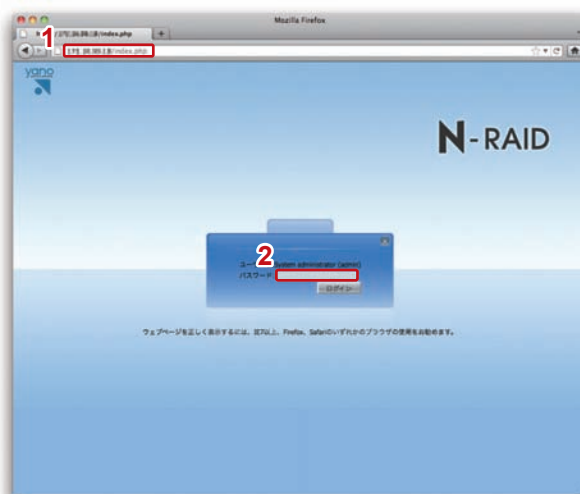 Mozilla Firefox
/index.php
1
/index.php
yano
N-RAID
2
System administrator (admin)
パスワード
ログイン
ウェブページを正しく表示するには、IE7以上、Firefox、Safariのいずれかのブラウザの使用をお勧めます。